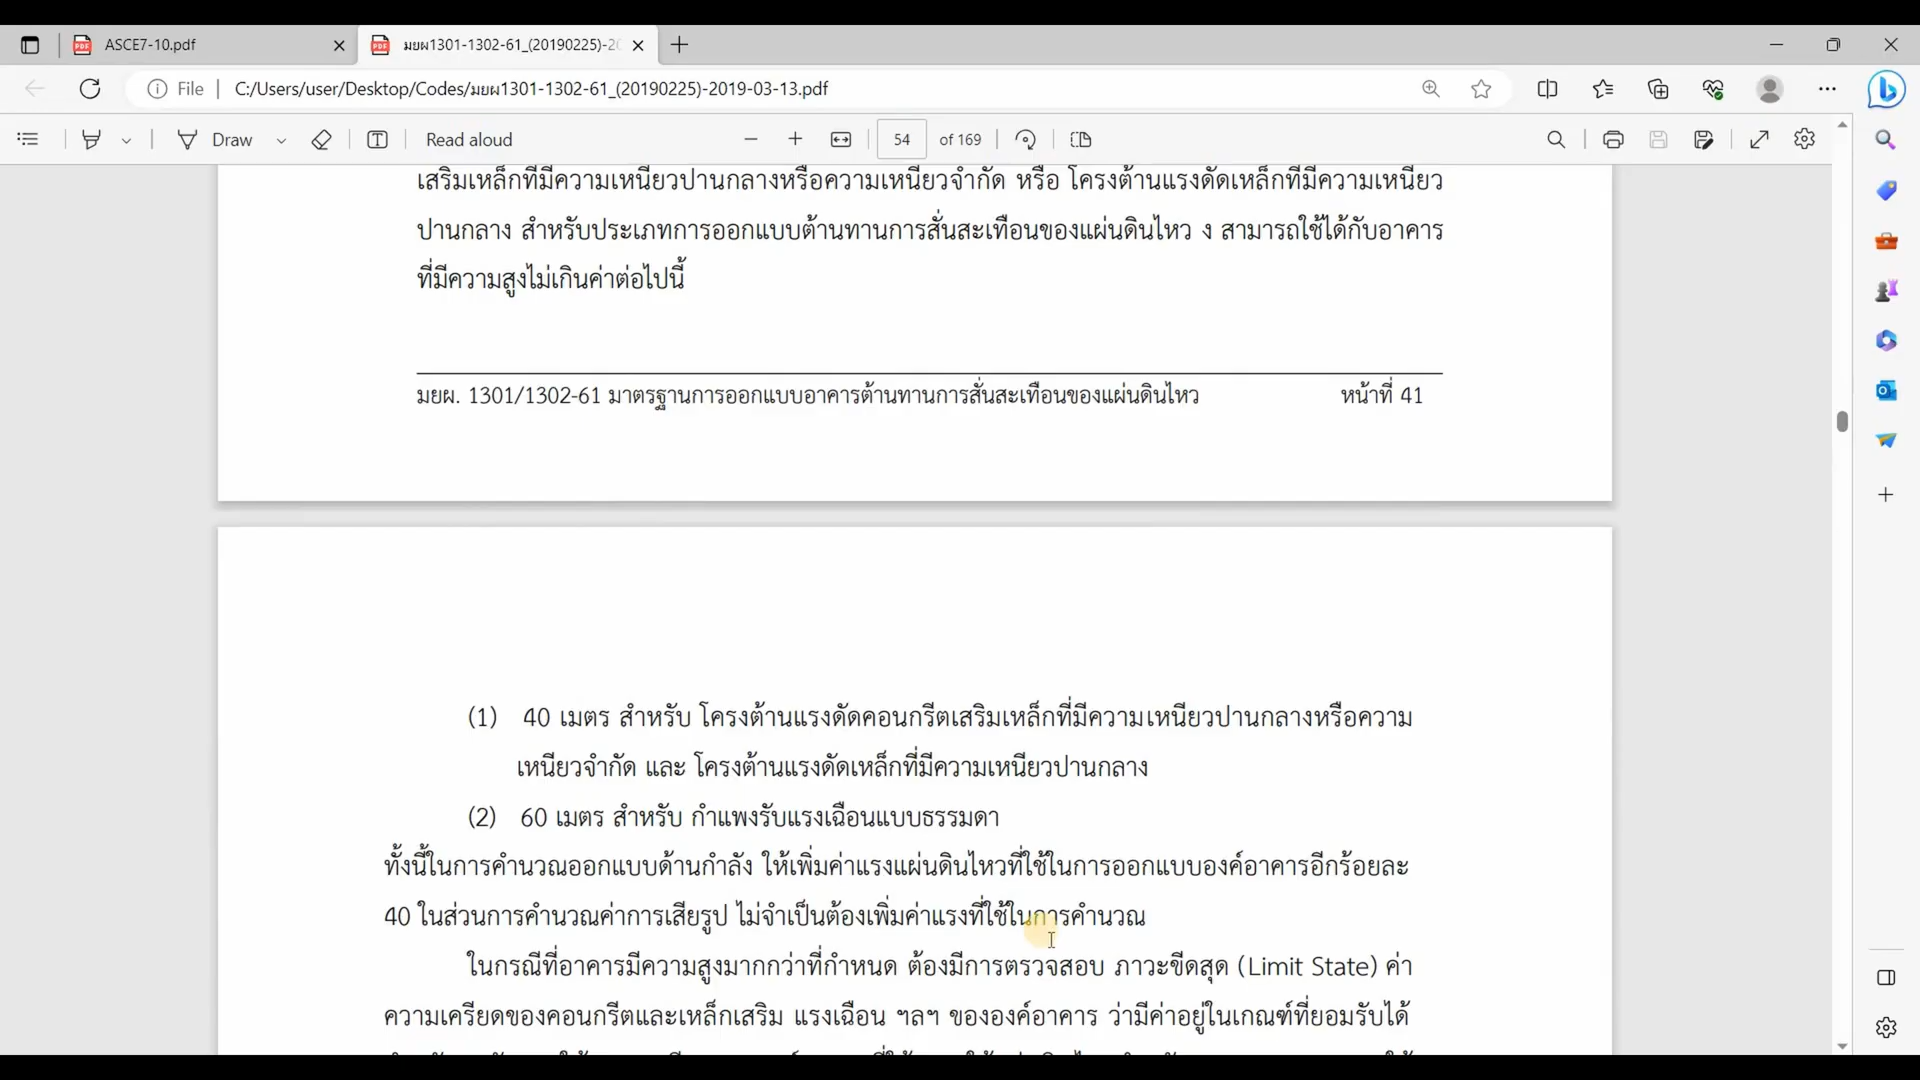 ASCE7-10.pdf
มยผ1301-1302-61_(20190225)-20
File
C:/Users/user/Desktop/Codes/มยผ1301-1302-61_(20190225)-2019-03-13.pdf
Draw
Read aloud
54
of 169
เสริมเหล็กที่มีความเหนียวปานกลางหรือความเหนียวจำกัด หรือ โครงต้านแรงดัดเหล็กที่มีความเหนียว
ปานกลาง สำหรับประเภทการออกแบบต้านทานการสั่นสะเทือนของแผ่นดินไหว ง สามารถใช้ได้กับอาคาร
ที่มีความสูงไม่เกินค่าต่อไปนี้
มยผ. 1301/1302-61 มาตรฐานการออกแบบอาคารต้านทานการสั่นสะเทือนของแผ่นดินไหว หน้าที่ 41
(1) 40 เมตร สำหรับ โครงต้านแรงดัดคอนกรีตเสริมเหล็กที่มีความเหนียวปานกลางหรือความ
เหนียวจำกัด และ โครงต้านแรงดัดเหล็กที่มีความเหนียวปานกลาง
(2) 60 เมตร สำหรับ กำแพงรับแรงเฉือนแบบธรรมดา
ทั้งนี้ในการคำนวณออกแบบด้านกำลัง ให้เพิ่มค่าแรงแผ่นดินไหวที่ใช้ในการออกแบบองค์อาคารอีกร้อยละ
40 ในส่วนการคำนวณค่าการเสียรูป ไม่จำเป็นต้องเพิ่มค่าแรงที่ใช้ในการคำนวณ
ในกรณีที่อาคารมีความสูงมากกว่าที่กำหนด ต้องมีการตรวจสอบ ภาวะขีดสุด (Limit State) ค่า
ความเครียดของคอนกรีตและเหล็กเสริม แรงเฉือน ฯลฯ ขององค์อาคาร ว่ามีค่าอยู่ในเกณฑ์ที่ยอมรับได้